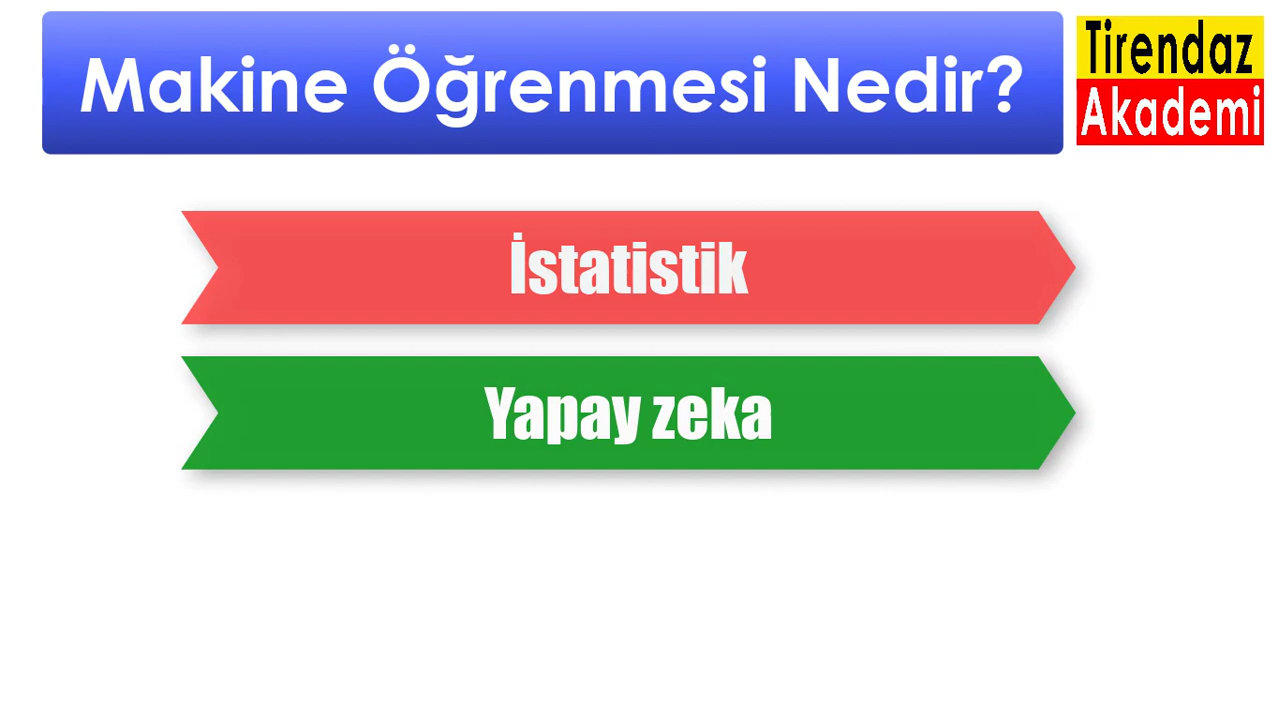 Makine Öğrenmesi Nedir?
Tirendaz
Akademi
İstatistik
Yapay zeka